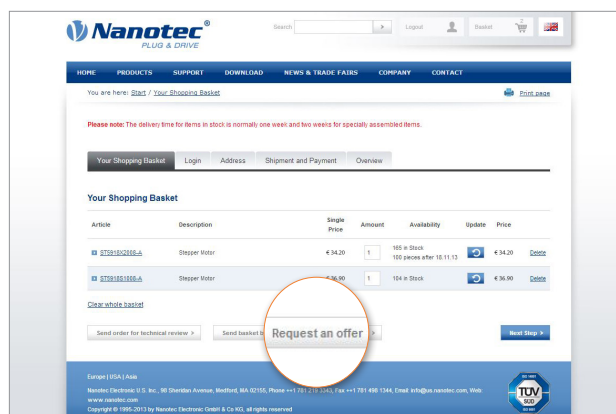 Nanotec®
PLUG & DRIVE
Search
Logout
Basket
HOME PRODUCTS SUPPORT DOWNLOAD NEWS & TRADE FAIRS COMPANY CONTACT
You are here: Start / Your Shopping Basket
Print page
Please note: The delivery time for items in stock is normally one week and two weeks for specially assembled items.
Your Shopping Basket Login Address Shipment and Payment Overview
Your Shopping Basket
Article Description Single Price Amount Availability Update Price
ST5918X2008-A Stepper Motor € 34.20 1 165 in Stock € 34.20 Delete
100 pieces after 18.11.13
ST5918S1008-A Stepper Motor € 36.90 1 104 in Stock € 36.90 Delete
Clear whole basket
Send order for technical review > Send basket b Request an offer > Next Step >
Europe | USA | Asia
Nanotec Electronic U.S. Inc., 98 Sheridan Avenue, Medford, MA 02155, Phone ++1 781 219 3343, Fax ++1 781 498 1344, Email: info@us.nanotec.com, Web:
www.nanotec.com
Copyright © 1995-2013 by Nanotec Electronic GmbH & Co KG, all rights reserved
TÜV
SÜD